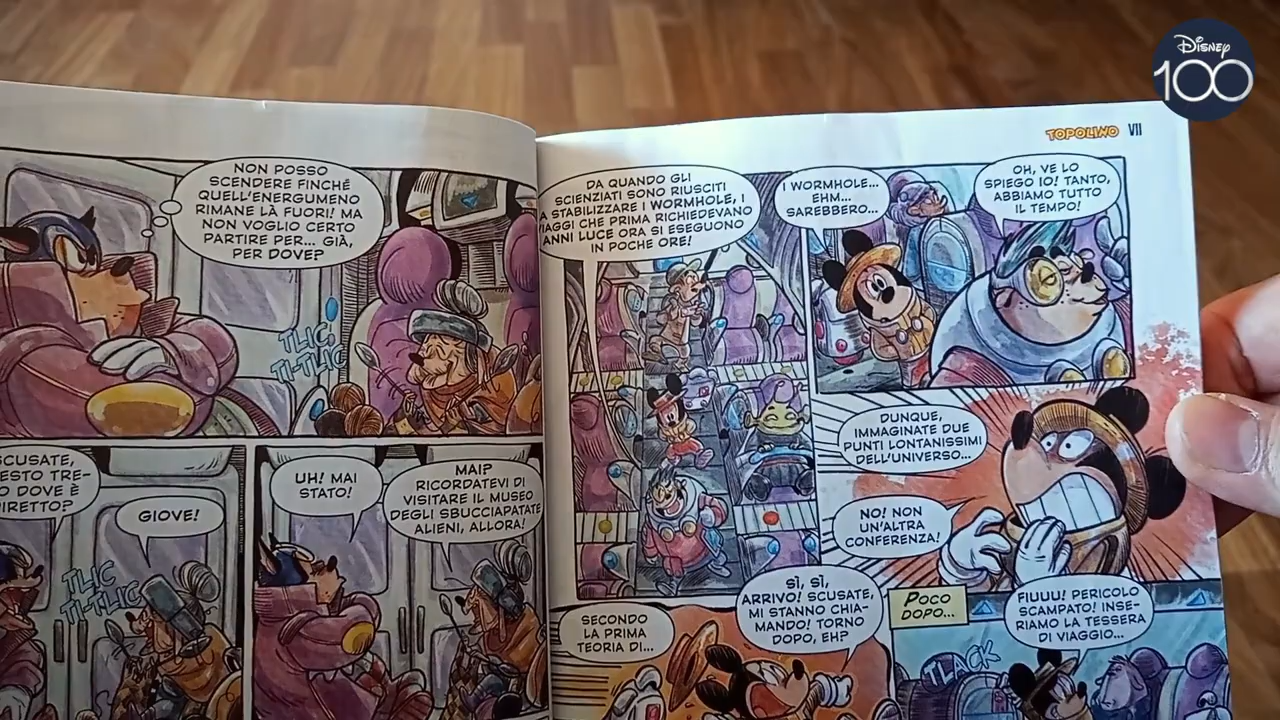 Disney
100
TOPOLINO VII
NON POSSO
SCENDERE FINCHÉ
QUELL'ENERGUMENO
RIMANE LÀ FUORI! MA
NON VOGLIO CERTO
PARTIRE PER... GIÀ,
PER DOVE?
TLIC
TI-TLIC
SCUSATE,
QUESTO TRE-
NO DOVE È
DIRETTO?
GIOVE!
TLIC
TI-TLIC
UH! MAI
STATO!
MAI?
RICORDATEVI DI
VISITARE IL MUSEO
DEGLI SBUCCIAPATATE
ALIENI, ALLORA!
DA QUANDO GLI
SCIENZIATI SONO RIUSCITI
A STABILIZZARE I WORMHOLE, I
VIAGGI CHE PRIMA RICHIEDEVANO
ANNI LUCE ORA SI ESEGUONO
IN POCHE ORE!
I WORMHOLE...
EHM...
SAREBBERO...
OH, VE LO
SPIEGO IO! TANTO,
ABBIAMO TUTTO
IL TEMPO!
DUNQUE,
IMMAGINATE DUE
PUNTI LONTANISSIMI
DELL'UNIVERSO...
NO! NON
UN'ALTRA
CONFERENZA!
SECONDO
LA PRIMA
TEORIA DI...
SÌ, SÌ,
ARRIVO! SCUSATE,
MI STANNO CHIA-
MANDO! TORNO
DOPO, EH?
POCO
DOPO...
FIUUU! PERICOLO
SCAMPATO! INSE-
RIAMO LA TESSERA
DI VIAGGIO...
TLACK